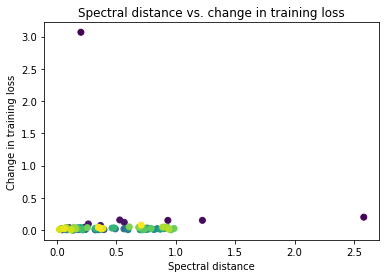 Spectral distance vs. change in training loss
3.0
2.5
2.0
1.5
1.0
0.5
0.0
Change in training loss
0.0 0.5 1.0 1.5 2.0 2.5
Spectral distance